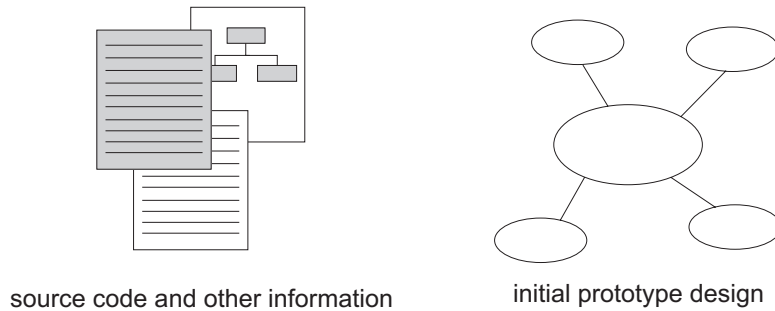 source code and other information
initial prototype design